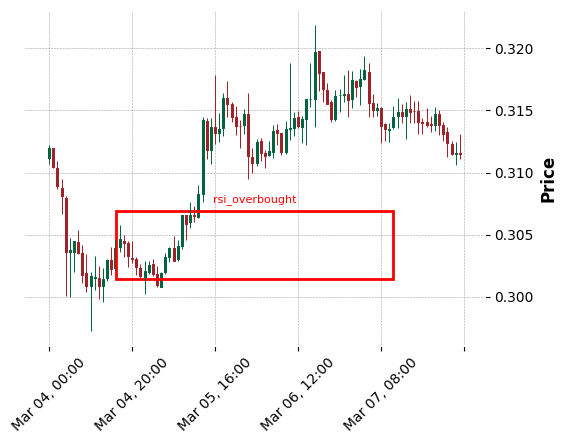 0.320
0.315
rsi_overbought
0.310
0.305
0.300
Price
Mar 04, 00:00
Mar 04, 20:00
Mar 05, 16:00
Mar 06, 12:00
Mar 07, 08:00